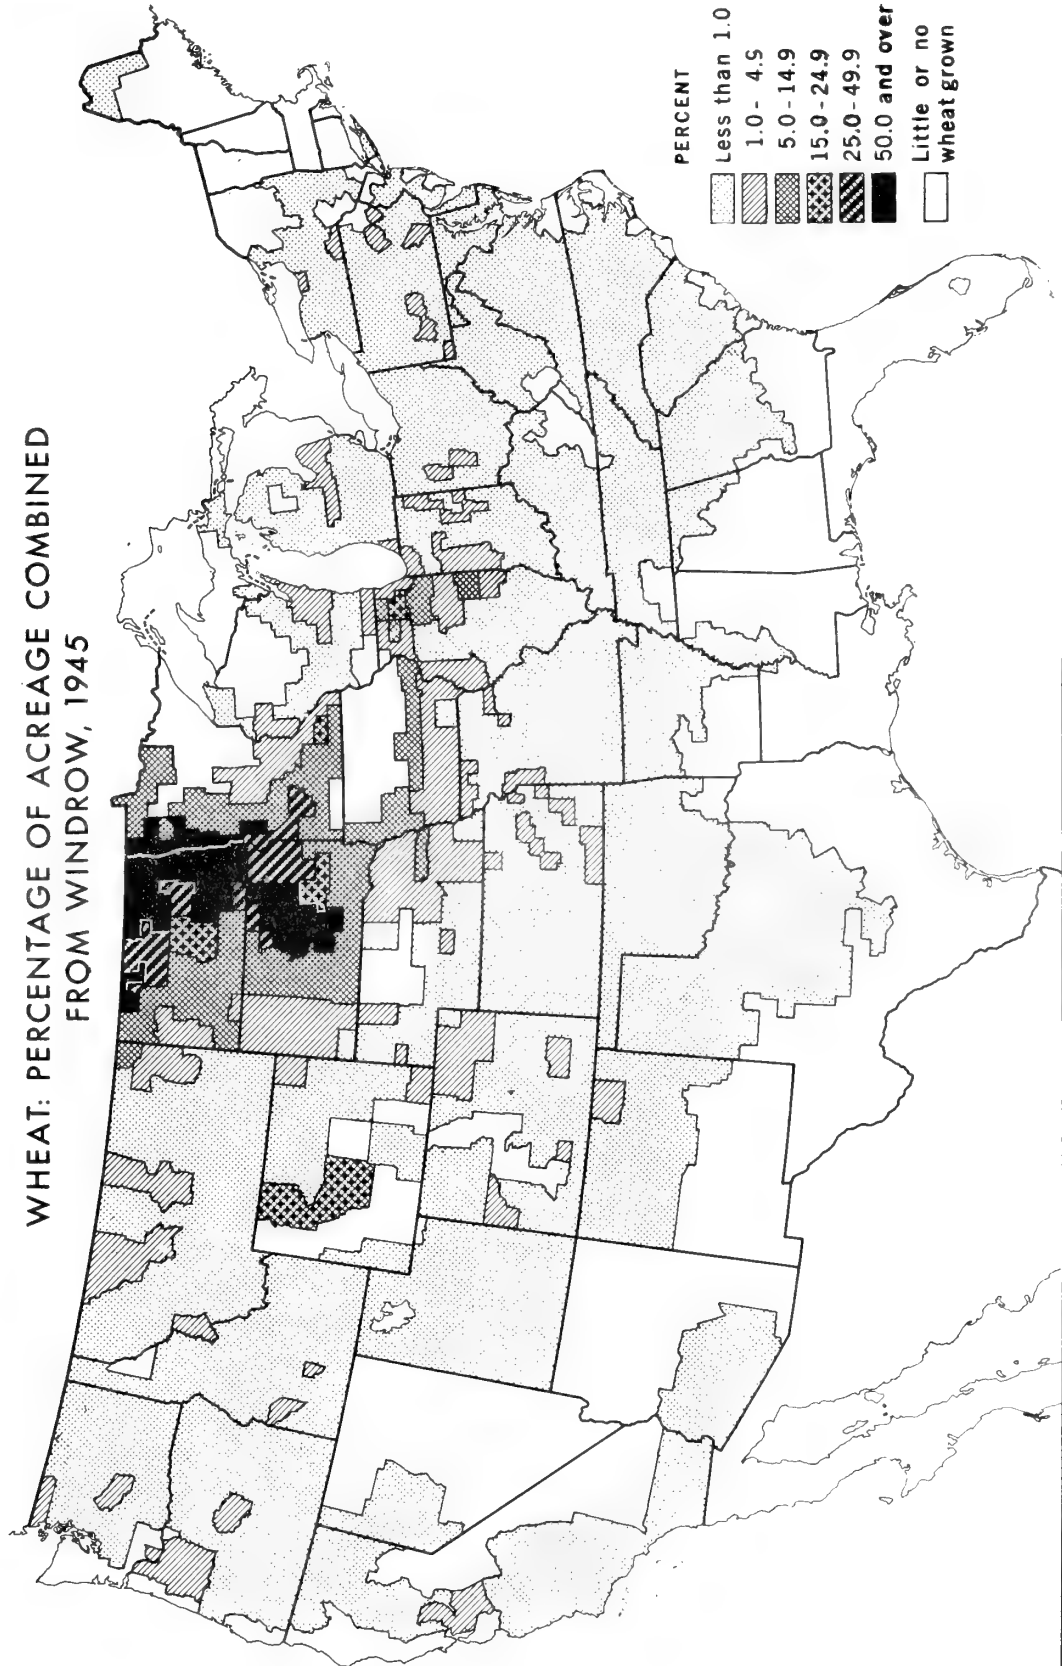 WHEAT: PERCENTAGE OF ACREAGE COMBINED
FROM WINDROW, 1945
PERCENT
Less than 1.0
1.0 - 4.9
5.0 - 14.9
15.0 - 24.9
25.0 - 49.9
50.0 and over
Little or no
wheat grown